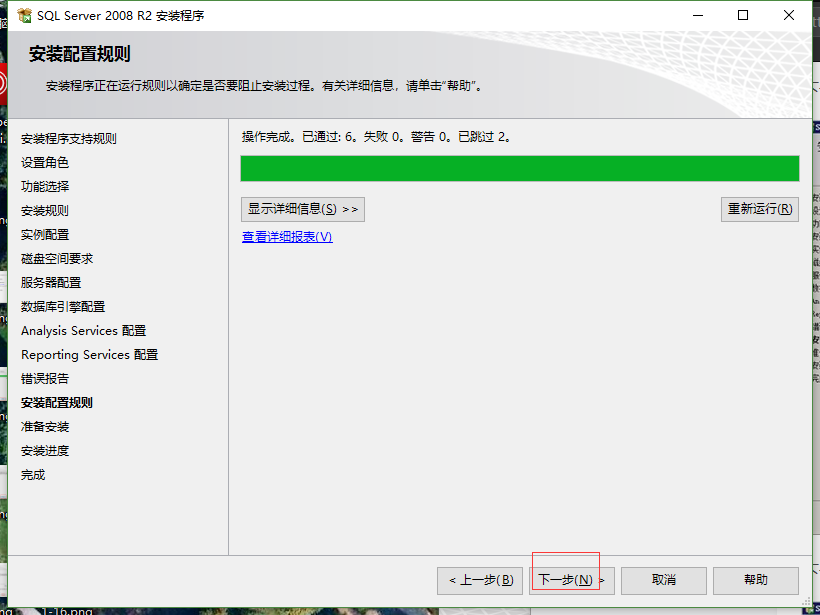 SQL Server 2008 R2 安装程序
安装配置规则
安装程序正在运行规则以确定是否要阻止安装过程。有关详细信息，请单击“帮助”。
安装程序支持规则
设置角色
功能选择
安装规则
实例配置
磁盘空间要求
服务器配置
数据库引擎配置
Analysis Services 配置
Reporting Services 配置
错误报告
安装配置规则
准备安装
安装进度
完成
操作完成。已通过: 6。失败 0。警告 0。已跳过 2。
显示详细信息(S) >>
重新运行(R)
查看详细报表(V)
< 上一步(B)
下一步(N) >
取消
帮助
1-16.png